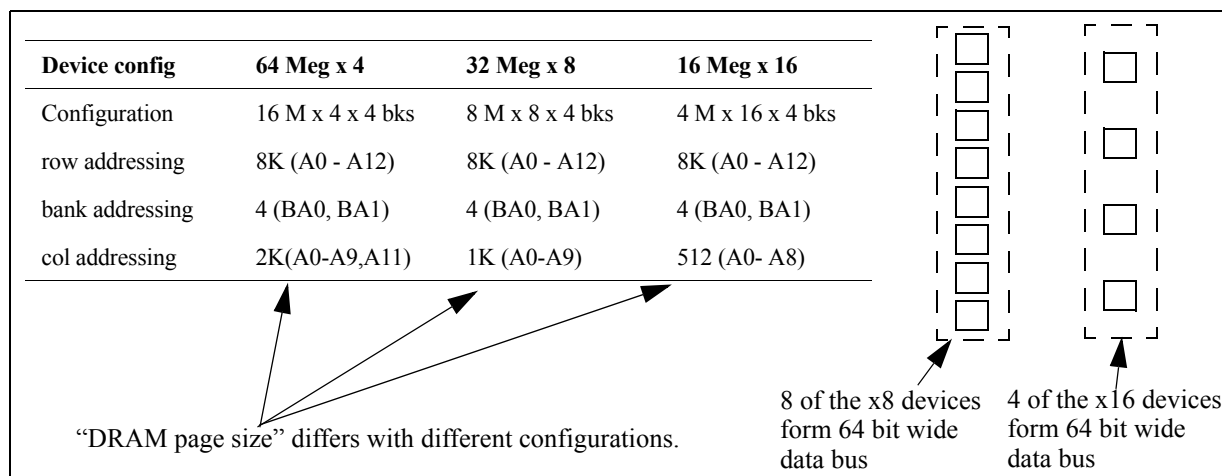 Device config 64 Meg x 4 32 Meg x 8 16 Meg x 16
Configuration 16 M x 4 x 4 bks 8 M x 8 x 4 bks 4 M x 16 x 4 bks
row addressing 8K (A0 - A12) 8K (A0 - A12) 8K (A0 - A12)
bank addressing 4 (BA0, BA1) 4 (BA0, BA1) 4 (BA0, BA1)
col addressing 2K(A0-A9,A11) 1K (A0-A9) 512 (A0- A8)
“DRAM page size” differs with different configurations.
8 of the x8 devices
form 64 bit wide
data bus
4 of the x16 devices
form 64 bit wide
data bus